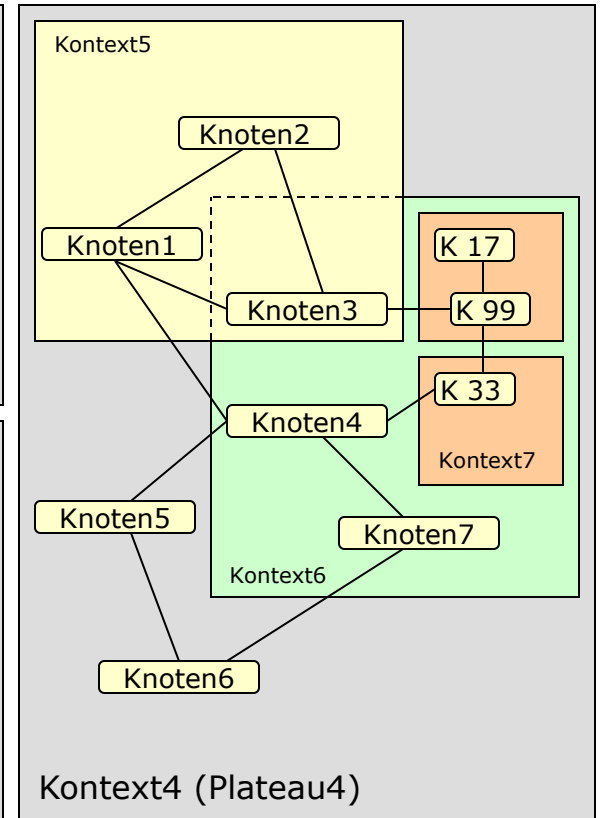 Kontext5
Knoten2
Knoten1
K 17
Knoten3
K 99
K 33
Knoten4
Kontext7
Knoten5
Knoten7
Kontext6
Knoten6
Kontext4 (Plateau4)